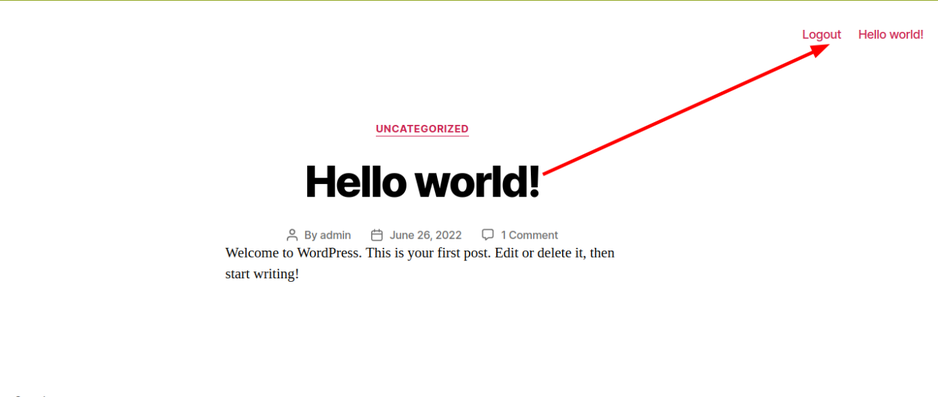 Logout Hello world!
UNCATEGORIZED
Hello world!
By admin June 26, 2022 1 Comment
Welcome to WordPress. This is your first post. Edit or delete it, then
start writing!